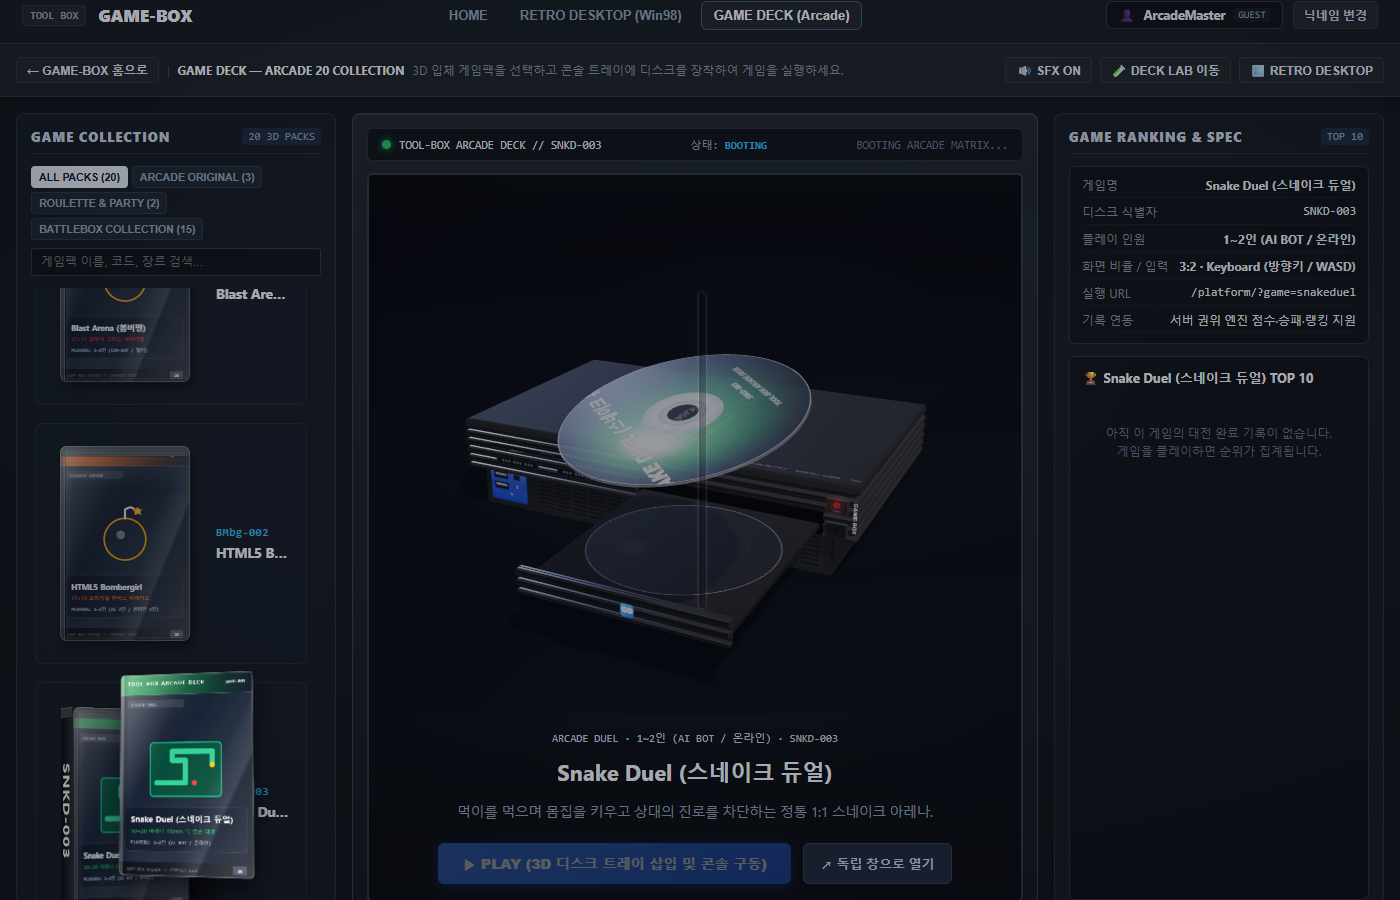 TOOL BOX GAME-BOX HOME RETRO DESKTOP (Win98) GAME DECK (Arcade) ArcadeMaster GUEST 닉네임 변경
← GAME-BOX 홈으로 GAME DECK — ARCADE 20 COLLECTION 3D 입체 게임팩을 선택하고 콘솔 트레이에 디스크를 장착하여 게임을 실행하세요. SFX ON DECK LAB 이동 RETRO DESKTOP
GAME COLLECTION 20 3D PACKS
ALL PACKS (20) ARCADE ORIGINAL (3)
ROULETTE & PARTY (2)
BATTLEBOX COLLECTION (15)
게임팩 이름, 코드, 장르 검색...
Blast Are...
Blast Arena (봄버맨)
CLASSIC ARCADE
BMbg-002
HTML5 B...
HTML5 Bombergirl
TOOL BOX ARCADE DECK SNKD-003
ARCADE DUEL
SNKD-003
03
Du...
Snake Duel (스네이크 듀얼)
Snake Due
TOOL-BOX ARCADE DECK // SNKD-003 상태: BOOTING BOOTING ARCADE MATRIX...
GAME-BOX
ARCADE DUEL · 1~2인 (AI BOT / 온라인) · SNKD-003
Snake Duel (스네이크 듀얼)
먹이를 먹으며 몸집을 키우고 상대의 진로를 차단하는 정통 1:1 스네이크 아레나.
▶ PLAY (3D 디스크 트레이 삽입 및 콘솔 구동) ↗ 독립 창으로 열기
GAME RANKING & SPEC TOP 10
게임명 Snake Duel (스네이크 듀얼)
디스크 식별자 SNKD-003
플레이 인원 1~2인 (AI BOT / 온라인)
화면 비율 / 입력 3:2 · Keyboard (방향키 / WASD)
실행 URL /platform/?game=snakeduel
기록 연동 서버 권위 엔진 점수·승패·랭킹 지원
Snake Duel (스네이크 듀얼) TOP 10
아직 이 게임의 대전 완료 기록이 없습니다.
게임을 플레이하면 순위가 집계됩니다.